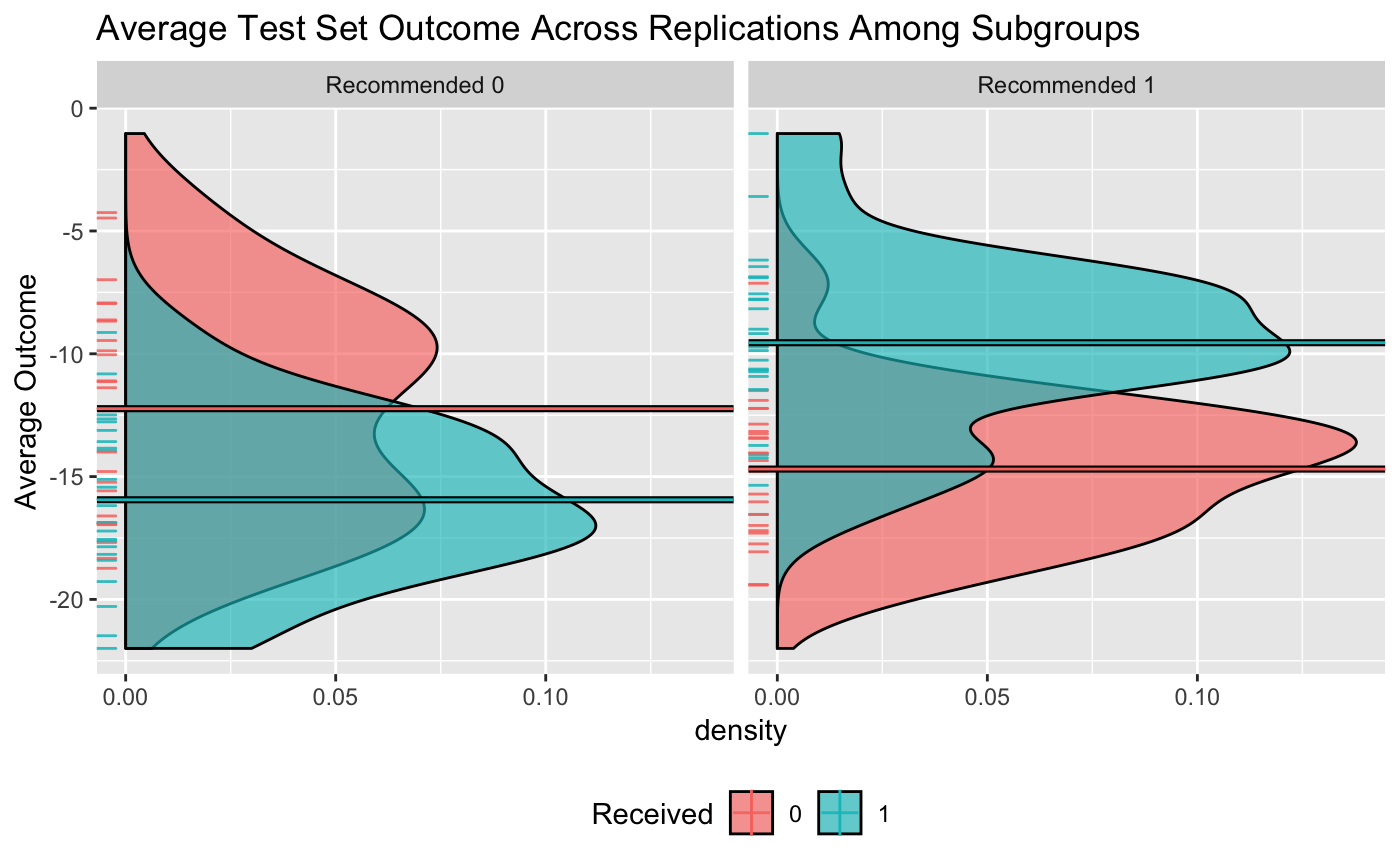 Average Test Set Outcome Across Replications Among Subgroups
Recommended 0
Recommended 1
Average Outcome
0
-5
-10
-15
-20
0.00
0.05
0.10
0.00
0.05
0.10
density
Received
0
1